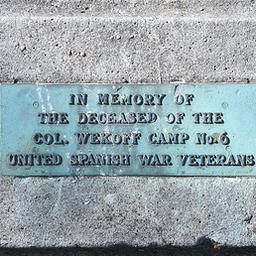 IN MEMORY OF
THE DECEASED OF THE
COL. WEKOFF CAMP No. 6
UNITED SPANISH WAR VETERANS